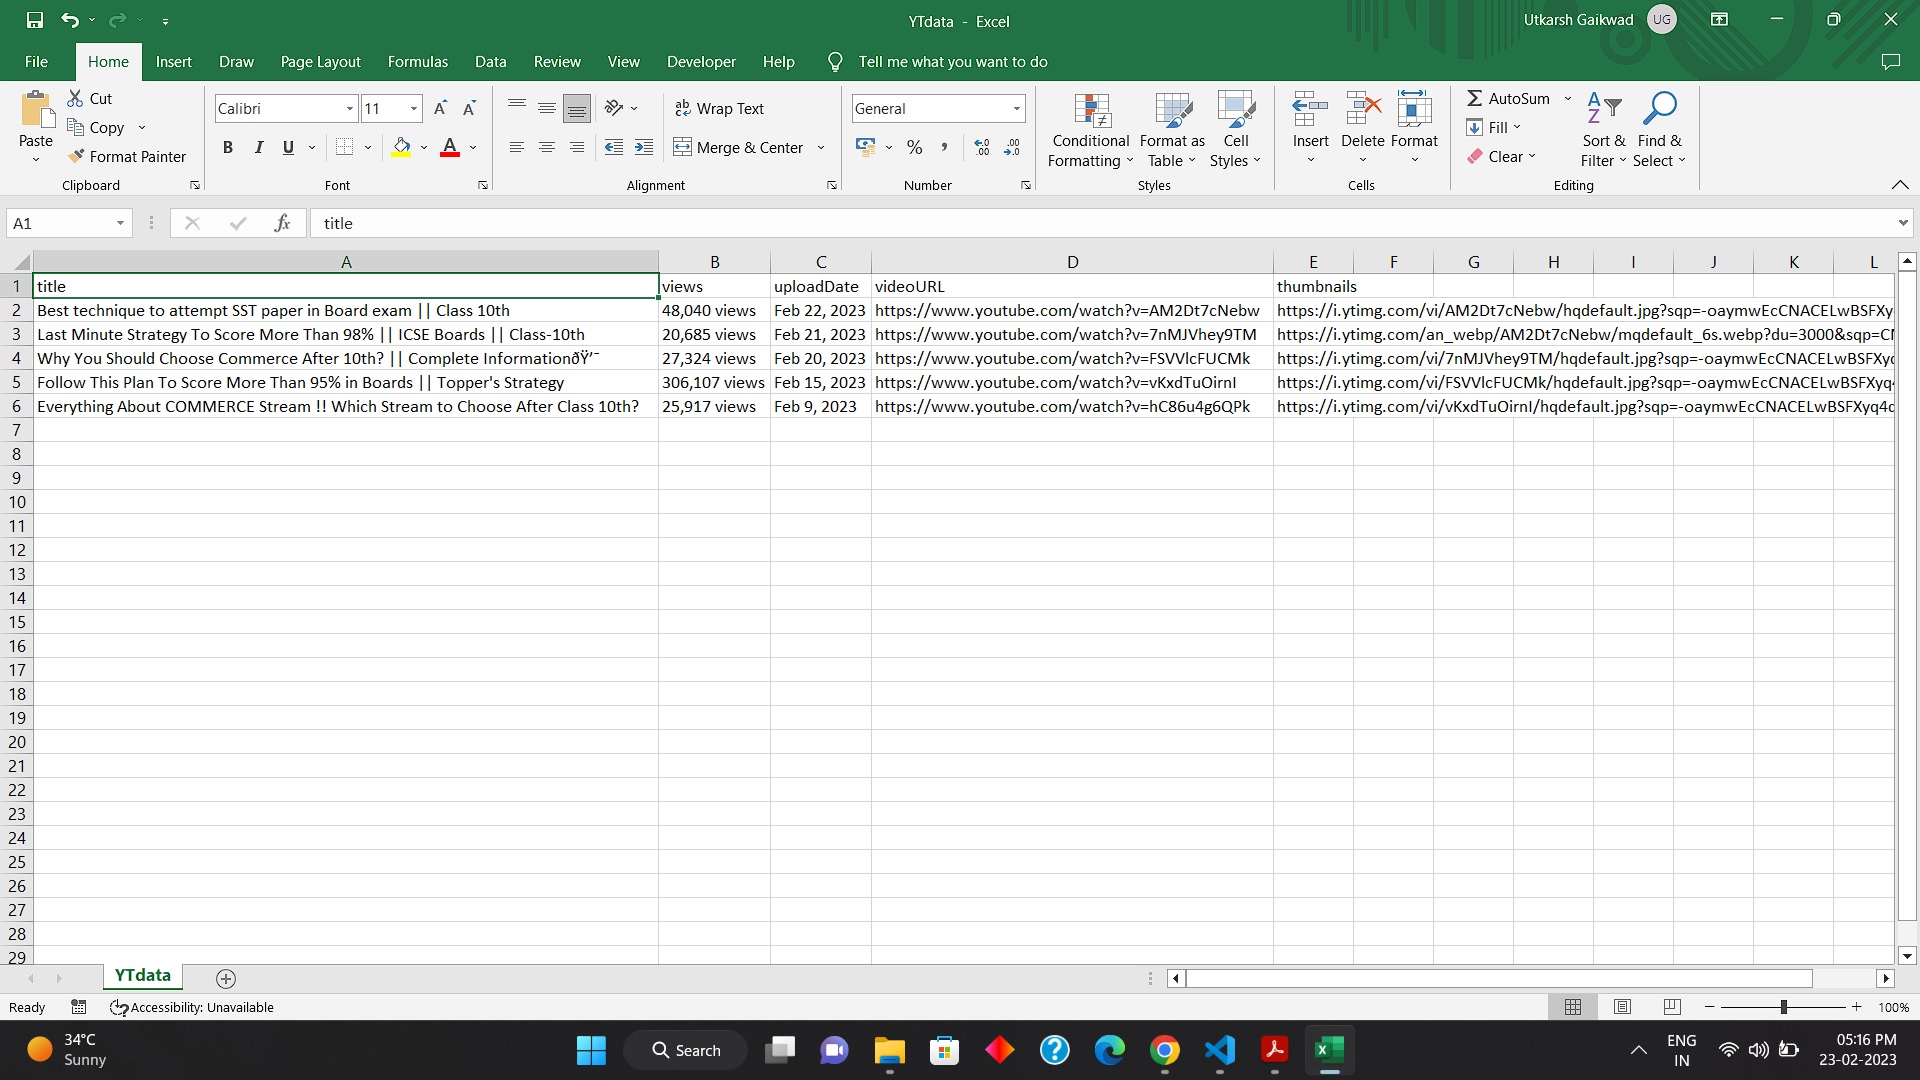 YTdata - Excel
Utkarsh Gaikwad UG
File Home Insert Draw Page Layout Formulas Data Review View Developer Help Tell me what you want to do
Paste
Cut
Copy
Format Painter
Clipboard
Calibri 11
B I U
Font
Wrap Text
Merge & Center
Alignment
General
Number
Conditional Formatting
Format as Table
Cell Styles
Styles
Insert Delete Format
Cells
AutoSum
Fill
Clear
Sort & Filter
Find & Select
Editing
A1 fx title
A B C D E F G H I J K L
1 title views uploadDate videoURL thumbnails
2 Best technique to attempt SST paper in Board exam || Class 10th 48,040 views Feb 22, 2023 https://www.youtube.com/watch?v=AM2Dt7cNebw https://i.ytimg.com/vi/AM2Dt7cNebw/hqdefault.jpg?sqp=-oaymwEcCNACELwBSFXy
3 Last Minute Strategy To Score More Than 98% || ICSE Boards || Class-10th 20,685 views Feb 21, 2023 https://www.youtube.com/watch?v=7nMJVhey9TM https://i.ytimg.com/an_webp/AM2Dt7cNebw/mqdefault_6s.webp?du=3000&sqp=Cl
4 Why You Should Choose Commerce After 10th? || Complete InformationðŸ’¯ 27,324 views Feb 20, 2023 https://www.youtube.com/watch?v=FSVVlcFUCMk https://i.ytimg.com/vi/7nMJVhey9TM/hqdefault.jpg?sqp=-oaymwEcCNACELwBSFXyq
5 Follow This Plan To Score More Than 95% in Boards || Topper's Strategy 306,107 views Feb 15, 2023 https://www.youtube.com/watch?v=vKxdTuOirnI https://i.ytimg.com/vi/FSVVlcFUCMk/hqdefault.jpg?sqp=-oaymwEcCNACELwBSFXyq4
6 Everything About COMMERCE Stream !! Which Stream to Choose After Class 10th? 25,917 views Feb 9, 2023 https://www.youtube.com/watch?v=hC86u4g6QPk https://i.ytimg.com/vi/vKxdTuOirnI/hqdefault.jpg?sqp=-oaymwEcCNACELwBSFXyq4c
7
8
9
10
11
12
13
14
15
16
17
18
19
20
21
22
23
24
25
26
27
28
29
YTdata
Ready Accessibility: Unavailable 100%
34°C
Sunny
Search
ENG
IN
05:16 PM
23-02-2023